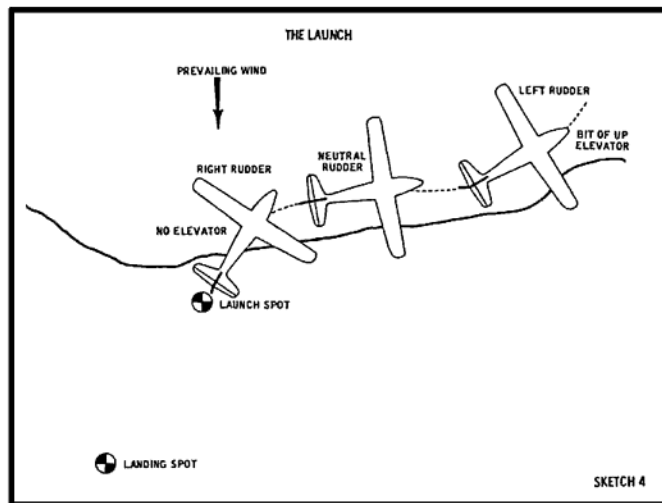 THE LAUNCH
PREVAILING WIND
LEFT RUDDER
BIT OF UP
ELEVATOR
NEUTRAL
RUDDER
RIGHT RUDDER
NO ELEVATOR
LAUNCH SPOT
LANDING SPOT
SKETCH 4